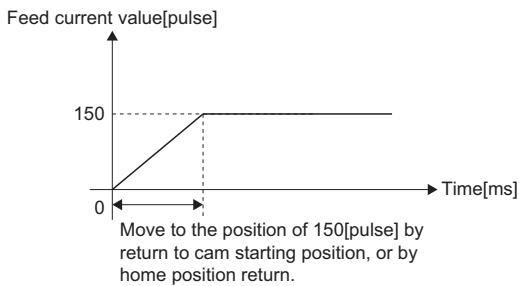 Feed current value[pulse]
150
0
Time[ms]
Move to the position of 150[pulse] by
return to cam starting position, or by
home position return.